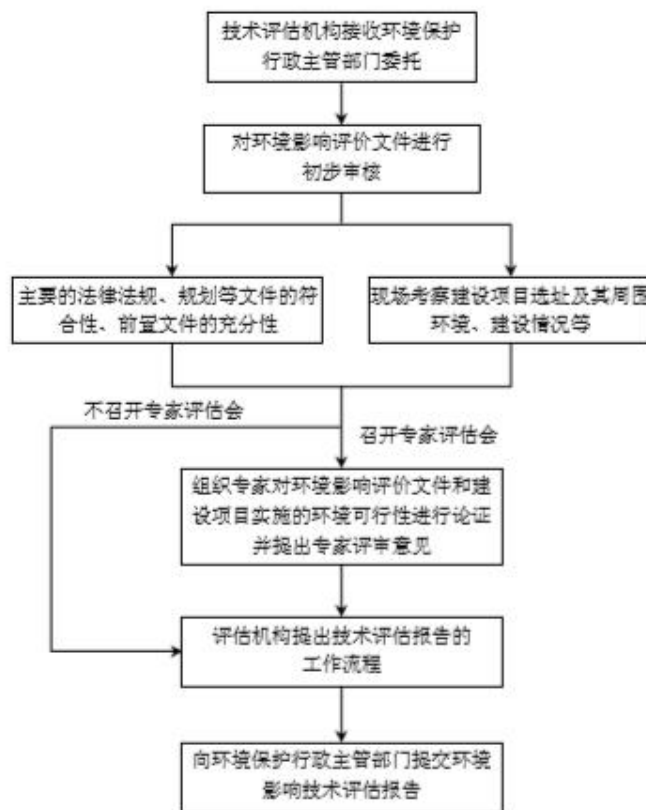 技术评估机构接收环境保护
行政主管部门委托
对环境影响评价文件进行
初步审核
主要的法律法规、规划等文件的符
合性、前置文件的充分性
现场考察建设项目选址及其周围
环境、建设情况等
不召开专家评估会
召开专家评估会
组织专家对环境影响评价文件和建
设项目实施的环境可行性进行论证
并提出专家评审意见
评估机构提出技术评估报告的
工作流程
向环境保护行政主管部门提交环境
影响技术评估报告